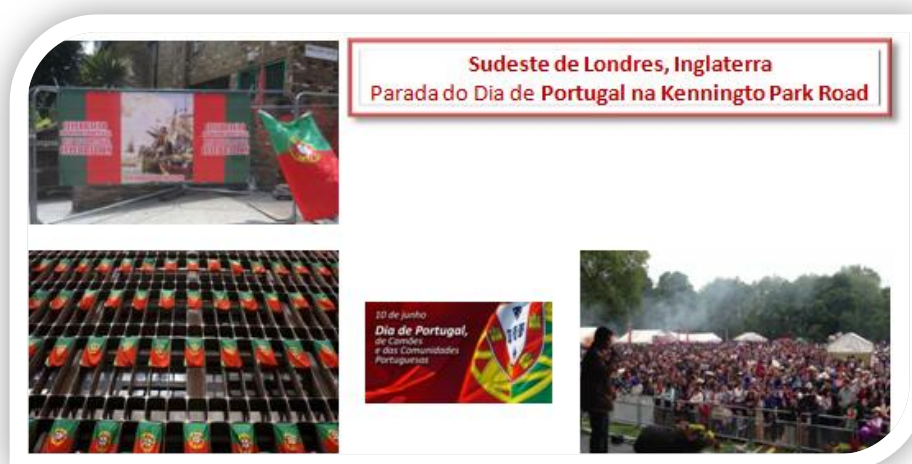 Sudeste de Londres, Inglaterra
Parada do Dia de Portugal na Kenningto Park Road
10 de junho
Dia de Portugal,
de Camões
e das Comunidades
Portuguesas